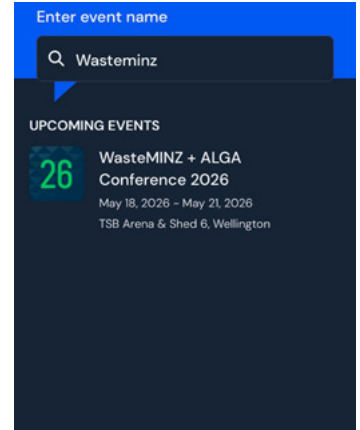 Enter event name
Wasteminz
UPCOMING EVENTS
26
WasteMINZ + ALGA
Conference 2026
May 18, 2026 - May 21, 2026
TSB Arena & Shed 6, Wellington